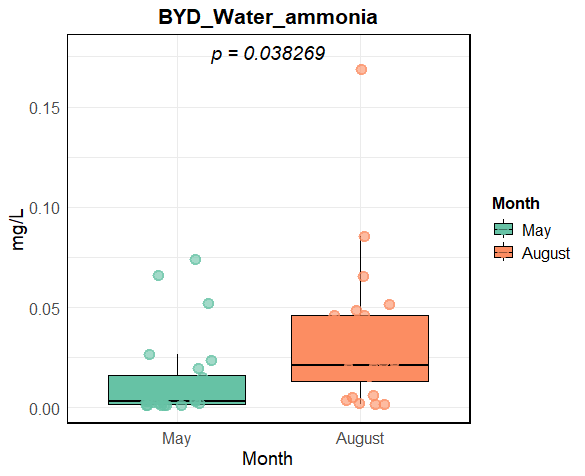 BYD_Water_ammonia
p = 0.038269
0.15
0.10
0.05
0.00
mg/L
May
August
Month
Month
May
August